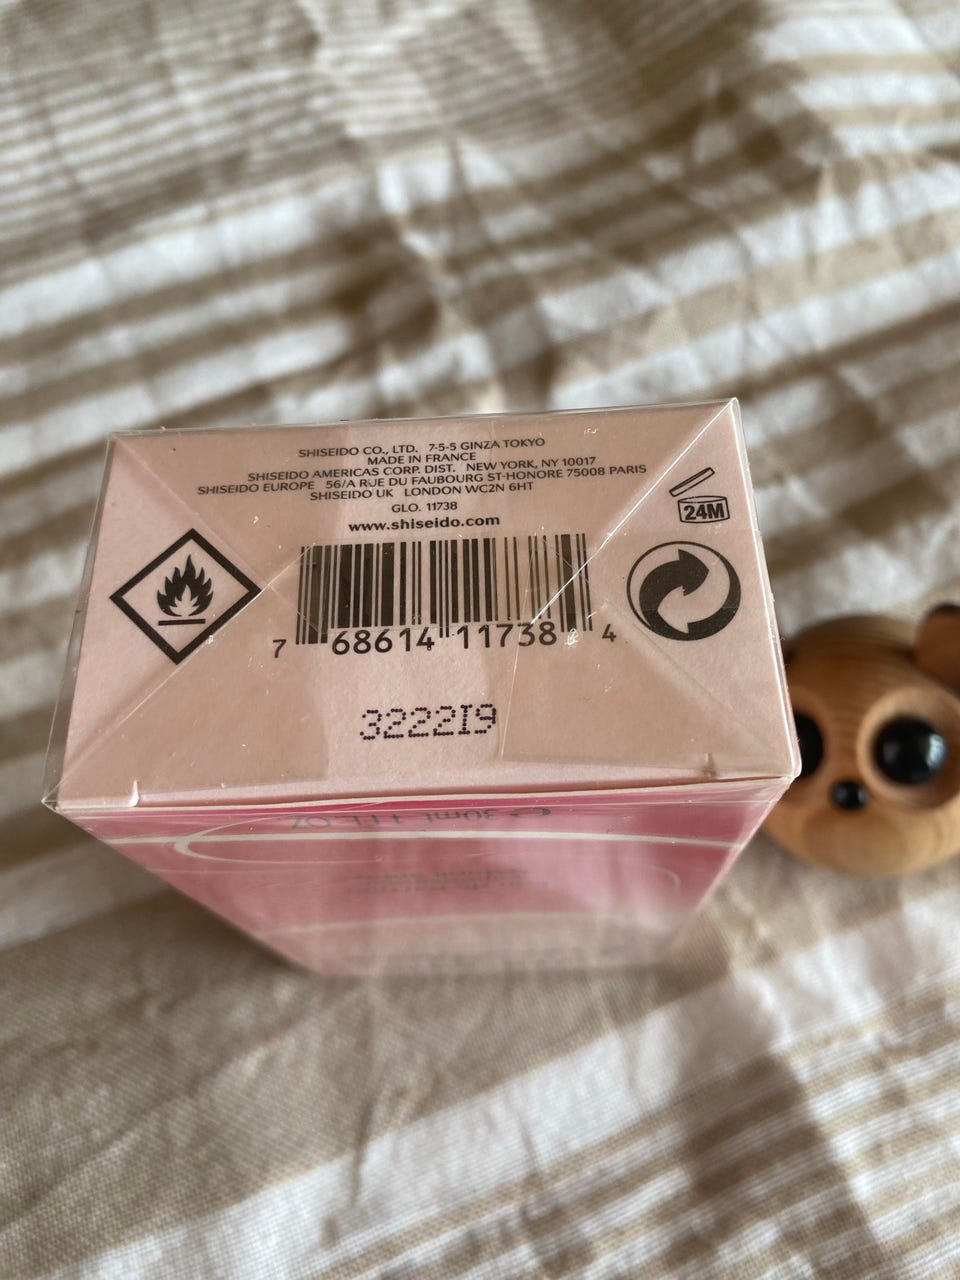 SHISEIDO CO., LTD. 7-5-5 GINZA TOKYO
MADE IN FRANCE
SHISEIDO AMERICAS CORP. DIST. NEW YORK, NY 10017
SHISEIDO EUROPE 56/A RUE DU FAUBOURG ST-HONORE 75008 PARIS
SHISEIDO UK LONDON WC2N 6HT
GLO. 11738
www.shiseido.com
24M
7 68614 11738 4
3222I9